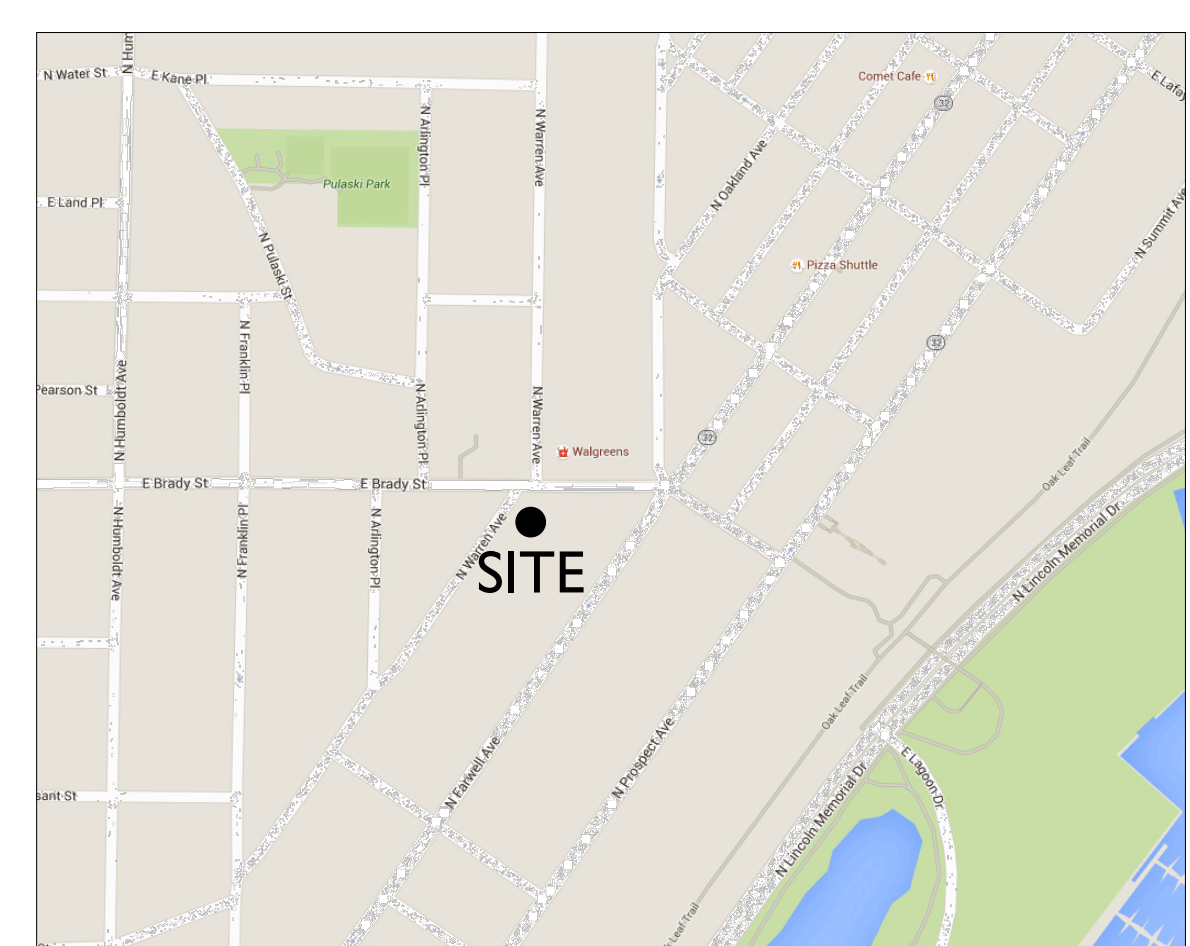 N Water St
N Hum
E Kane Pl
Comet Cafe
E Lafay
32
N Arlington Pl
N Warren Ave
N Oakland Ave
Pulaski Park
E Land Pl
N Summit Ave
N Pulaski St
Pizza Shuttle
N Franklin Pl
32
Pearson St
N Humboldt Ave
N Arlington Pl
N Warren Ave
32
Walgreens
Oak Leaf Trail
E Brady St
E Brady St
N Humboldt Ave
N Franklin Pl
N Arlington Pl
N Warren Ave
SITE
N Lincoln Memorial Dr
Oak Leaf Trail
N Farwell Ave
N Prospect Ave
E Lagoon Dr
sant St
N Lincoln Memorial Dr
Leaf Trail